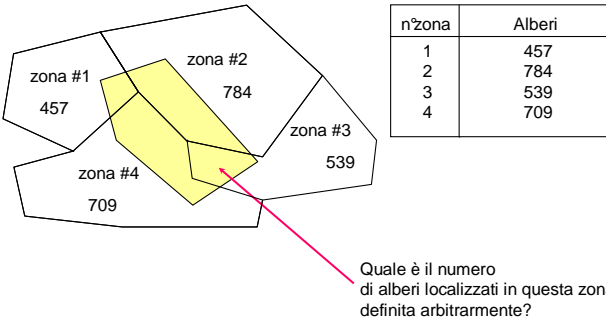 zona #1
457
zona #2
784
zona #3
539
zona #4
709
n°zona Alberi
1 457
2 784
3 539
4 709
Quale è il numero
di alberi localizzati in questa zon
definita arbitrarmente?